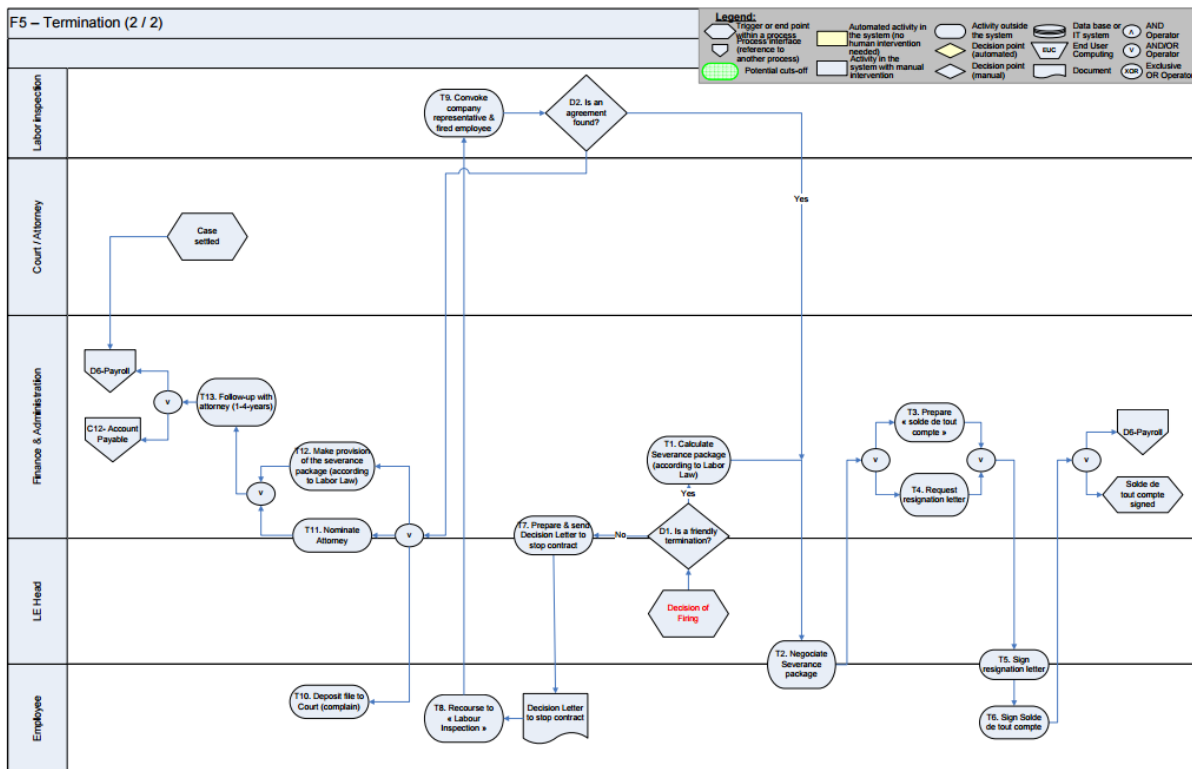 F5 – Termination (2 / 2)
Legend:
Trigger or end point
within a process
Process interface
(reference to
another process)
Potential cuts-off
Automated activity in
the system (no
human intervention
needed)
Activity in the
system with manual
intervention
Activity outside
the system
Decision point
(automated)
Decision point
(manual)
Data base or
IT system
EUC
End User
Computing
Document
Λ
AND
Operator
V
AND/OR
Operator
XOR
Exclusive
OR Operator
Labor inspection
T9. Convoke
company
representative &
fired employee
D2. Is an
agreement
found?
Court / Attorney
Case
settled
Yes
Finance & Administration
D6-Payroll
C12- Account
Payable
V
T13. Follow-up with
attorney (1-4-years)
T12. Make provision
of the severance
package (according
to Labor Law)
V
T11. Nominate
Attorney
V
T1. Calculate
Severance package
(according to Labor
Law)
Yes
T7. Prepare & send
Decision Letter to
stop contract
No
D1. Is a friendly
termination?
T3. Prepare
« solde de tout
compte »
V
V
T4. Request
resignation letter
V
D6-Payroll
Solde de
tout compte
signed
LE Head
Decision of
Firing
T2. Negociate
Severance
package
T5. Sign
resignation letter
Employee
T10. Deposit file to
Court (complain)
T8. Recourse to
« Labour
Inspection »
Decision Letter
to stop contract
T6. Sign Solde
de tout compte